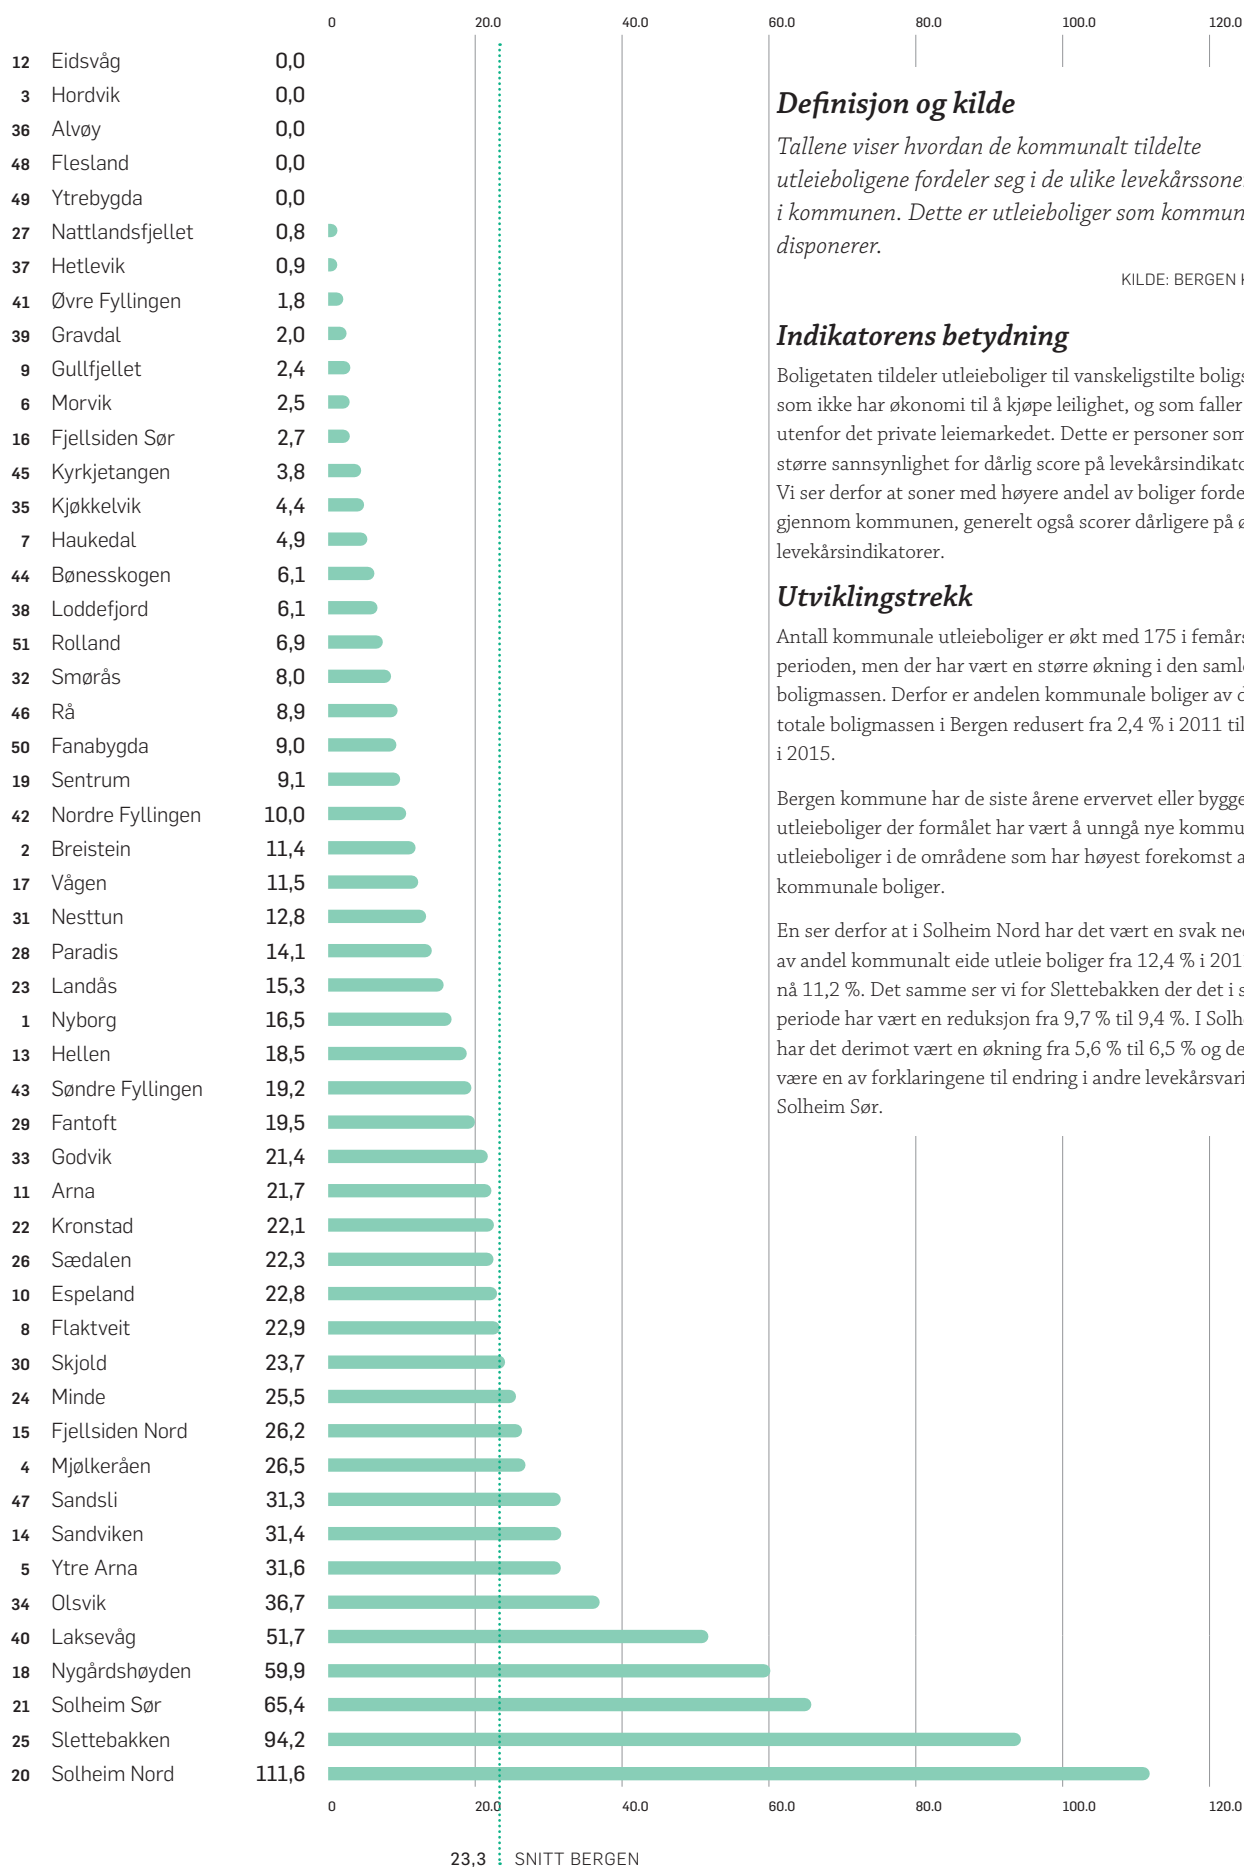 0 20.0 40.0 60.0 80.0 100.0 120.0
12 Eidsvåg 0,0
3 Hordvik 0,0
36 Alvøy 0,0
48 Flesland 0,0
49 Ytrebygda 0,0
27 Nattlandsfjellet 0,8
37 Hetlevik 0,9
41 Øvre Fyllingen 1,8
39 Gravdal 2,0
9 Gullfjellet 2,4
6 Morvik 2,5
16 Fjellsiden Sør 2,7
45 Kyrkjetangen 3,8
35 Kjøkkelvik 4,4
7 Haukedal 4,9
44 Bønesskogen 6,1
38 Loddefjord 6,1
51 Rolland 6,9
32 Smørås 8,0
46 Rå 8,9
50 Fanabygda 9,0
19 Sentrum 9,1
42 Nordre Fyllingen 10,0
2 Breistein 11,4
17 Vågen 11,5
31 Nesttun 12,8
28 Paradis 14,1
23 Landås 15,3
1 Nyborg 16,5
13 Hellen 18,5
43 Søndre Fyllingen 19,2
29 Fantoft 19,5
33 Godvik 21,4
11 Arna 21,7
22 Kronstad 22,1
26 Sædalen 22,3
10 Espeland 22,8
8 Flaktveit 22,9
30 Skjold 23,7
24 Minde 25,5
15 Fjellsiden Nord 26,2
4 Mjølkeråen 26,5
47 Sandsli 31,3
14 Sandviken 31,4
5 Ytre Arna 31,6
34 Olsvik 36,7
40 Laksevåg 51,7
18 Nygårdshøyden 59,9
21 Solheim Sør 65,4
25 Slettebakken 94,2
20 Solheim Nord 111,6
0 20.0 40.0 60.0 80.0 100.0 120.0
23,3 SNITT BERGEN
Definisjon og kilde
Tallene viser hvordan de kommunalt tildelte
utleieboligene fordeler seg i de ulike levekårssone
i kommunen. Dette er utleieboliger som kommun
disponerer.
KILDE: BERGEN
Indikatorens betydning
Boligetaten tildeler utleieboliger til vanskeligstilte boligs
som ikke har økonomi til å kjøpe leilighet, og som faller
utenfor det private leiemarkedet. Dette er personer som
større sannsynlighet for dårlig score på levekårsindikato
Vi ser derfor at soner med høyere andel av boliger forde
gjennom kommunen, generelt også scorer dårligere på ø
levekårsindikatorer.
Utviklingstrekk
Antall kommunale utleieboliger er økt med 175 i femårs
perioden, men der har vært en større økning i den saml
boligmassen. Derfor er andelen kommunale boliger av d
totale boligmassen i Bergen redusert fra 2,4 % i 2011 til
i 2015.
Bergen kommune har de siste årene ervervet eller bygge
utleieboliger der formålet har vært å unngå nye kommu
utleieboliger i de områdene som har høyest forekomst a
kommunale boliger.
En ser derfor at i Solheim Nord har det vært en svak ned
av andel kommunalt eide utleie boliger fra 12,4 % i 201
nå 11,2 %. Det samme ser vi for Slettebakken der det i s
periode har vært en reduksjon fra 9,7 % til 9,4 %. I Solhe
har det derimot vært en økning fra 5,6 % til 6,5 % og de
være en av forklaringene til endring i andre levekårsvari
Solheim Sør.